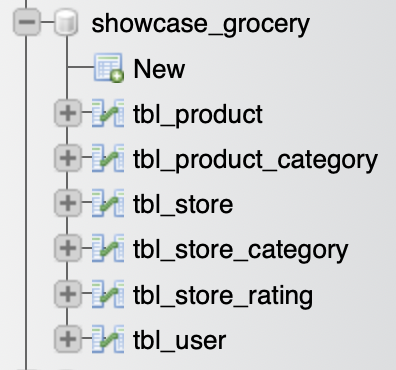 showcase_grocery
New
tbl_product
tbl_product_category
tbl_store
tbl_store_category
tbl_store_rating
tbl_user